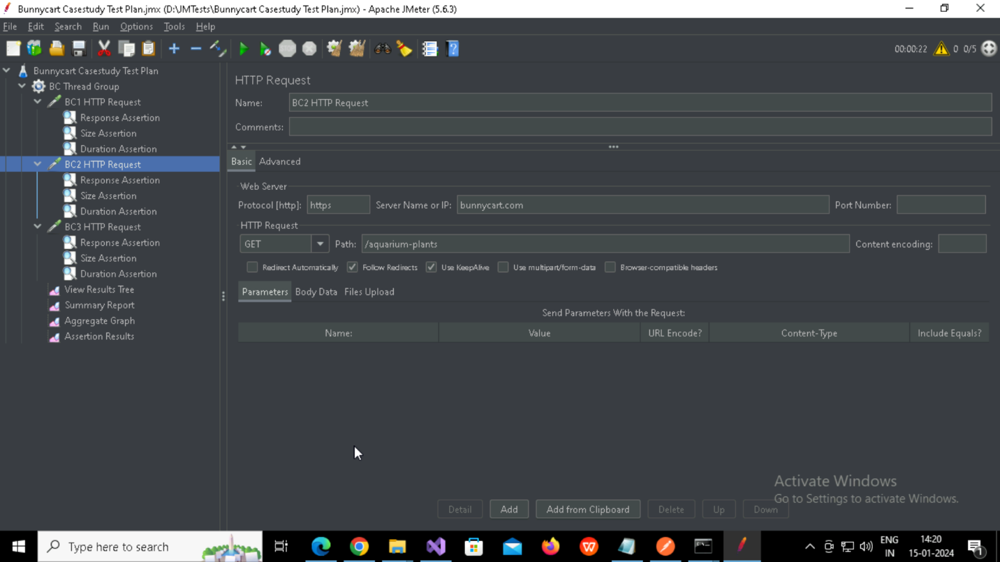 Bunnycart Casestudy Test Plan.jmx (D:\JMTests\Bunnycart Casestudy Test Plan.jmx) - Apache JMeter (5.6.3)
File Edit Search Run Options Tools Help
STOP
00:00:22 0 0/5
Bunnycart Casestudy Test Plan
BC Thread Group
BC1 HTTP Request
Response Assertion
Size Assertion
Duration Assertion
BC2 HTTP Request
Response Assertion
Size Assertion
Duration Assertion
BC3 HTTP Request
Response Assertion
Size Assertion
Duration Assertion
View Results Tree
Summary Report
Aggregate Graph
Assertion Results
HTTP Request
Name: BC2 HTTP Request
Comments:
Basic Advanced
Web Server
Protocol [http]: https Server Name or IP: bunnycart.com Port Number:
HTTP Request
GET Path: /aquarium-plants Content encoding:
Redirect Automatically Follow Redirects Use KeepAlive Use multipart/form-data Browser-compatible headers
Parameters Body Data Files Upload
Send Parameters With the Request:
Name: Value URL Encode? Content-Type Include Equals?
Detail Add Add from Clipboard Delete Up Down
Activate Windows
Go to Settings to activate Windows.
Type here to search
ENG
IN
14:20
15-01-2024
1